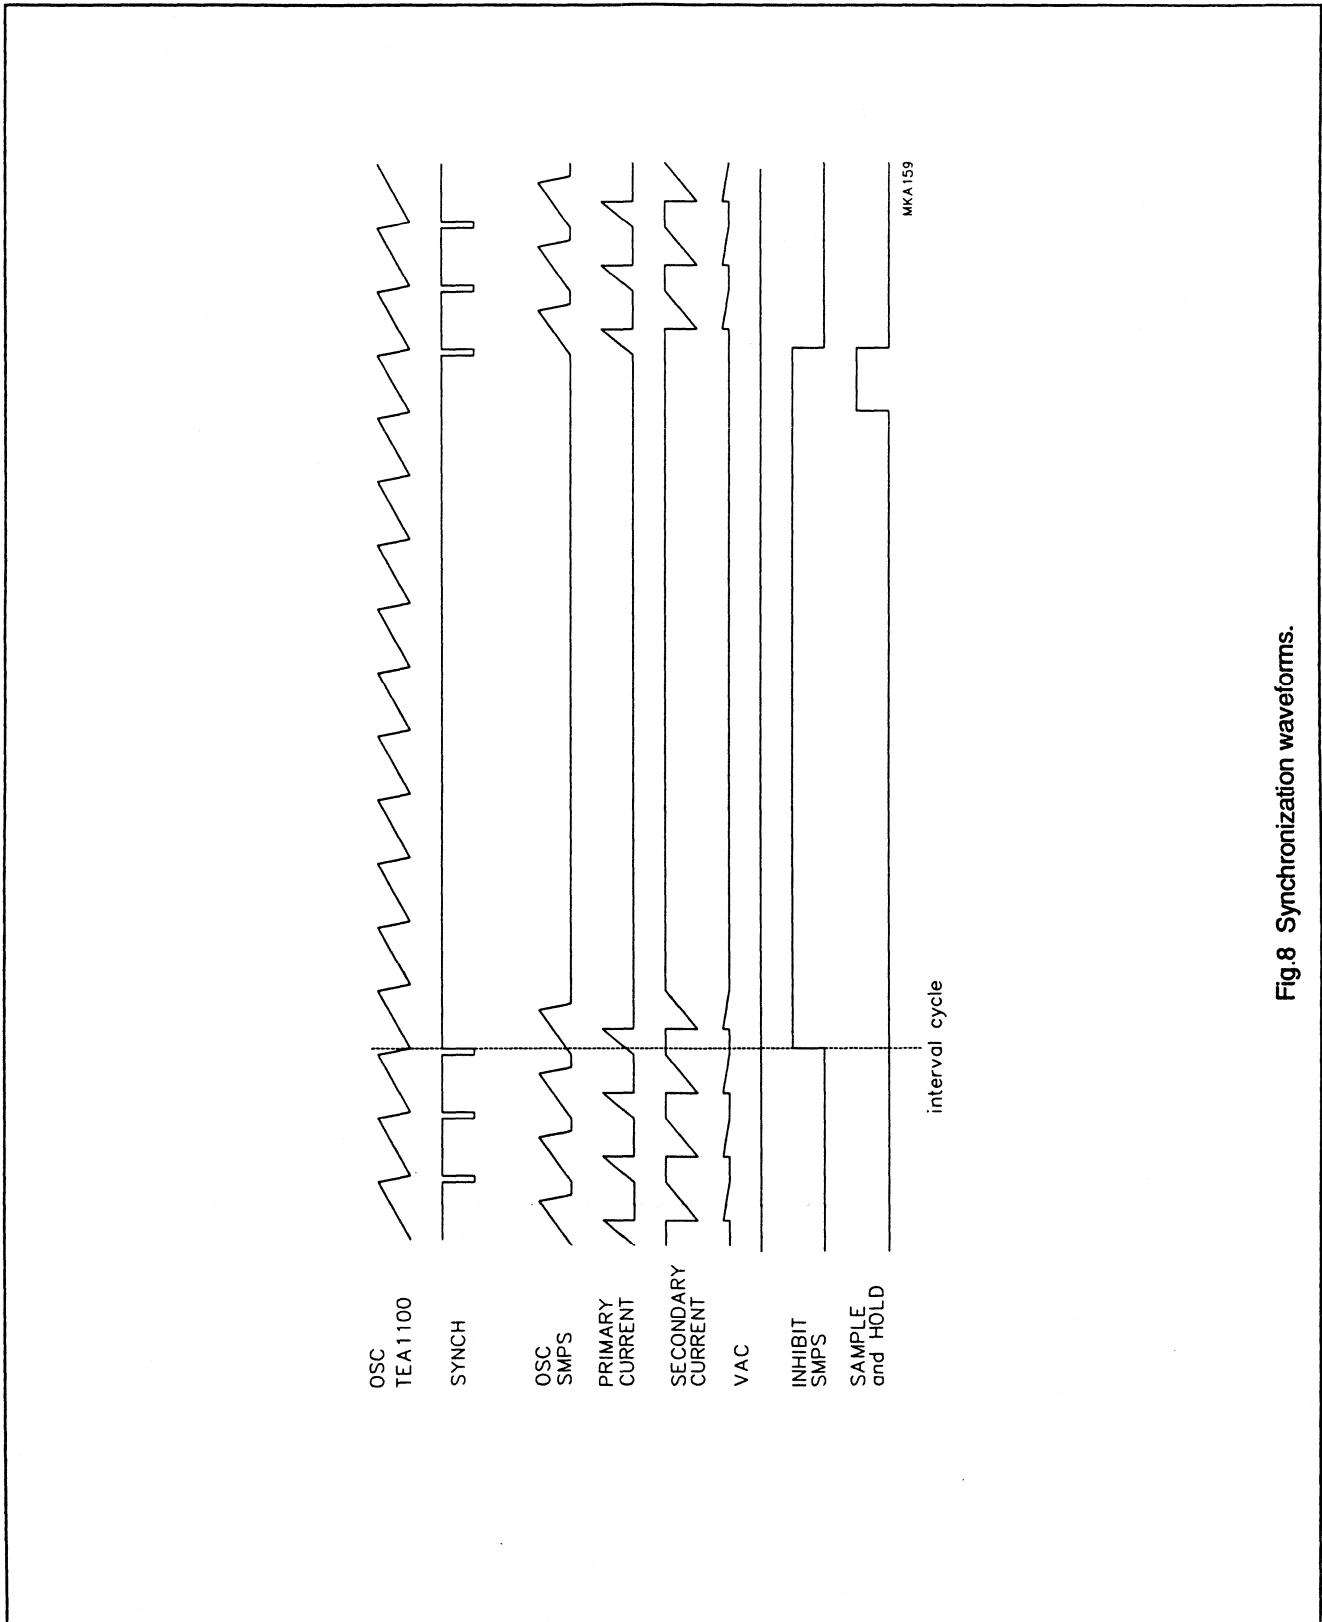 OSC
TEA1100
SYNCH
OSC
SMPS
PRIMARY
CURRENT
SECONDARY
CURRENT
VAC
INHIBIT
SMPS
SAMPLE
and HOLD
interval cycle
MKA159
Fig.8 Synchronization waveforms.